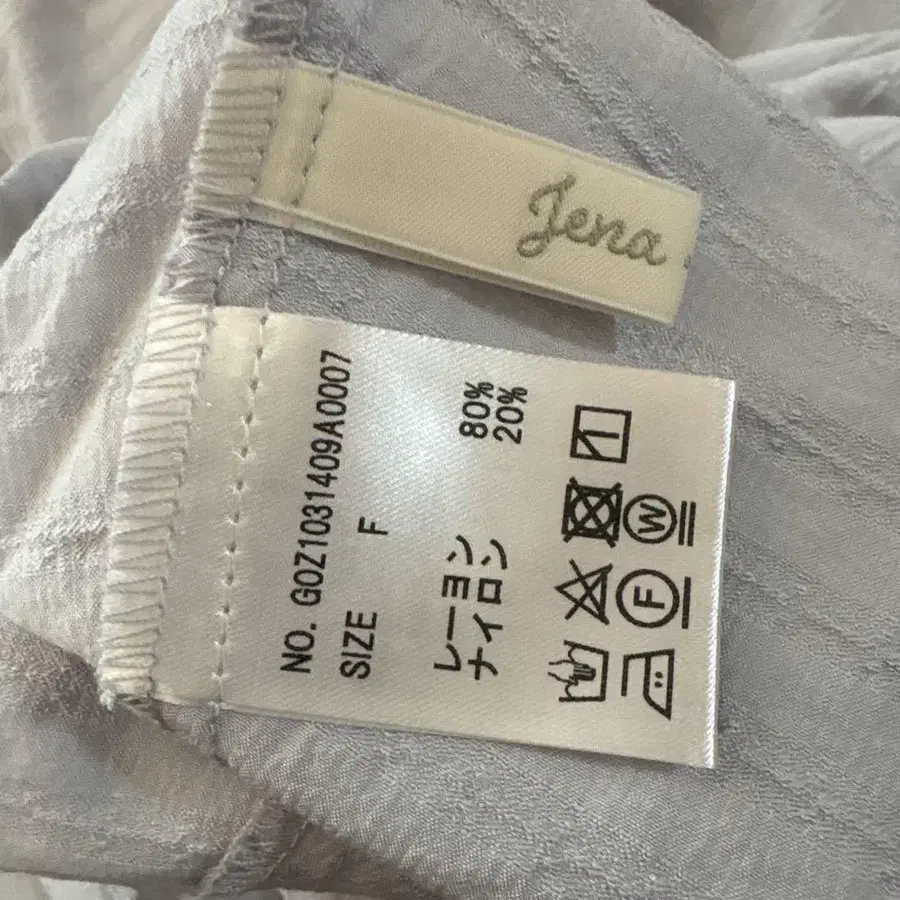 Jena
NO. GOZ1031409A0007
SIZE F
レーヨン 80%
ナイロン 20%
W
F